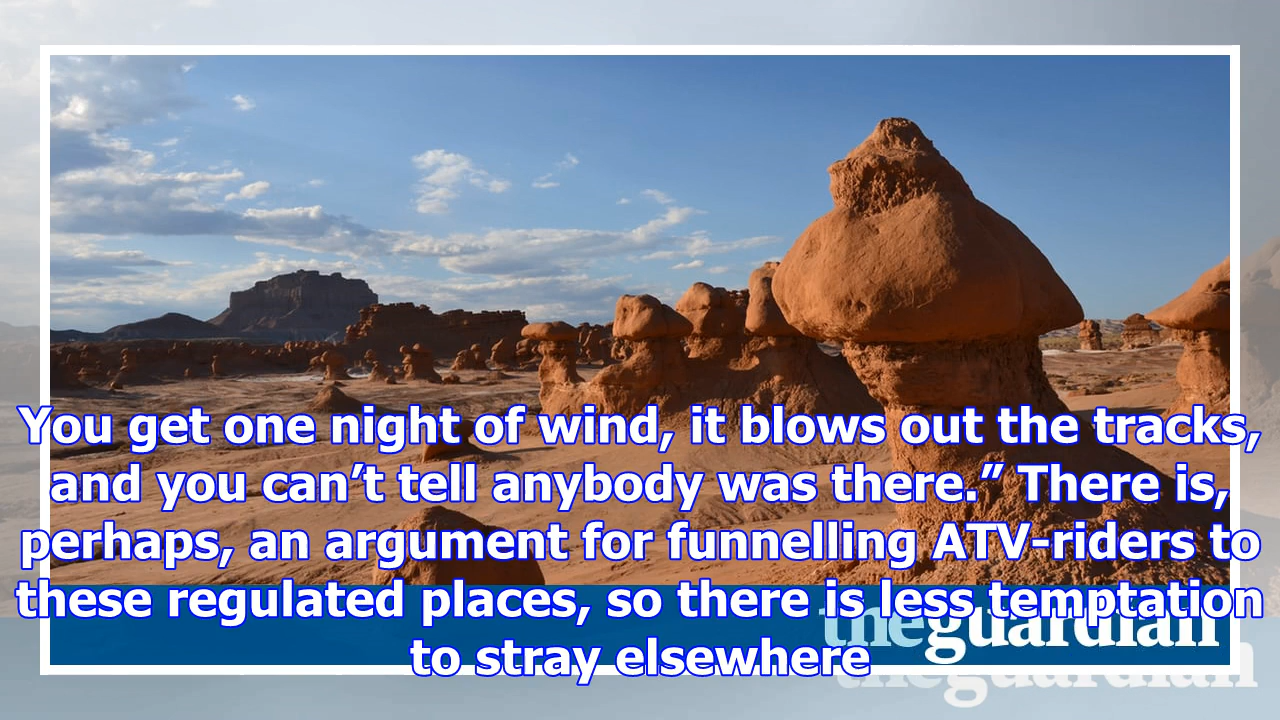 You get one night of wind, it blows out the tracks,
and you can’t tell anybody was there.” There is,
perhaps, an argument for funnelling ATV-riders to
these regulated places, so there is less temptation
to stray elsewhere
theguardian
theguardian